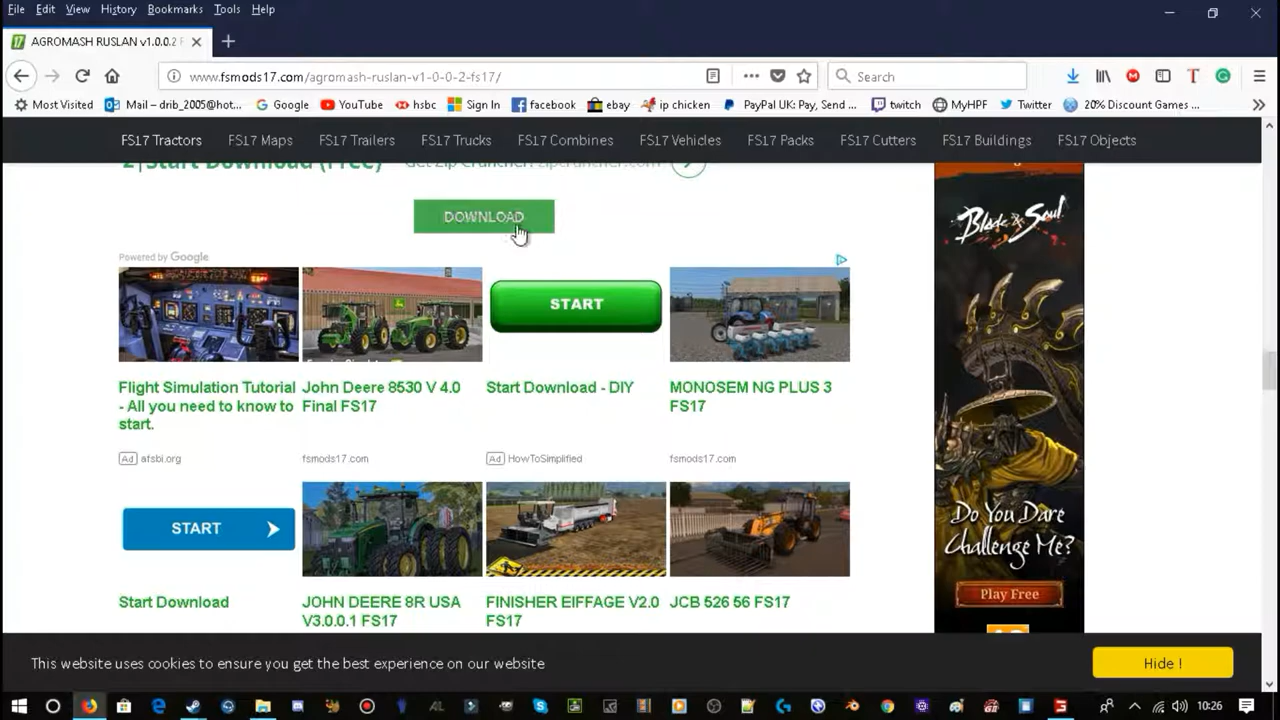 File Edit View History Bookmarks Tools Help
AGROMASH RUSLAN v1.0.0.2 F
www.fsmods17.com/agromash-ruslan-v1-0-0-2-fs17/
Search
Most Visited
Mail – drib_2005@hot...
Google
YouTube
hsbc
Sign In
facebook
ebay
ip chicken
PayPal UK: Pay, Send ...
twitch
MyHPF
Twitter
20% Discount Games ...
FS17 Tractors FS17 Maps FS17 Trailers FS17 Trucks FS17 Combines FS17 Vehicles FS17 Packs FS17 Cutters FS17 Buildings FS17 Objects
2|Start Download (Free)
Get Zip Cruncher! zipcruncher.com
DOWNLOAD
Powered by Google
START
Flight Simulation Tutorial
- All you need to know to
start.
Ad afsbi.org
John Deere 8530 V 4.0
Final FS17
fsmods17.com
Start Download - DIY
Ad HowToSimplified
MONOSEM NG PLUS 3
FS17
fsmods17.com
START
Start Download
JOHN DEERE 8R USA
V3.0.0.1 FS17
FINISHER EIFFAGE V2.0
FS17
JCB 526 56 FS17
Blade & Soul
Do You Dare
Challenge Me?
Play Free
This website uses cookies to ensure you get the best experience on our website
Hide !
10:26